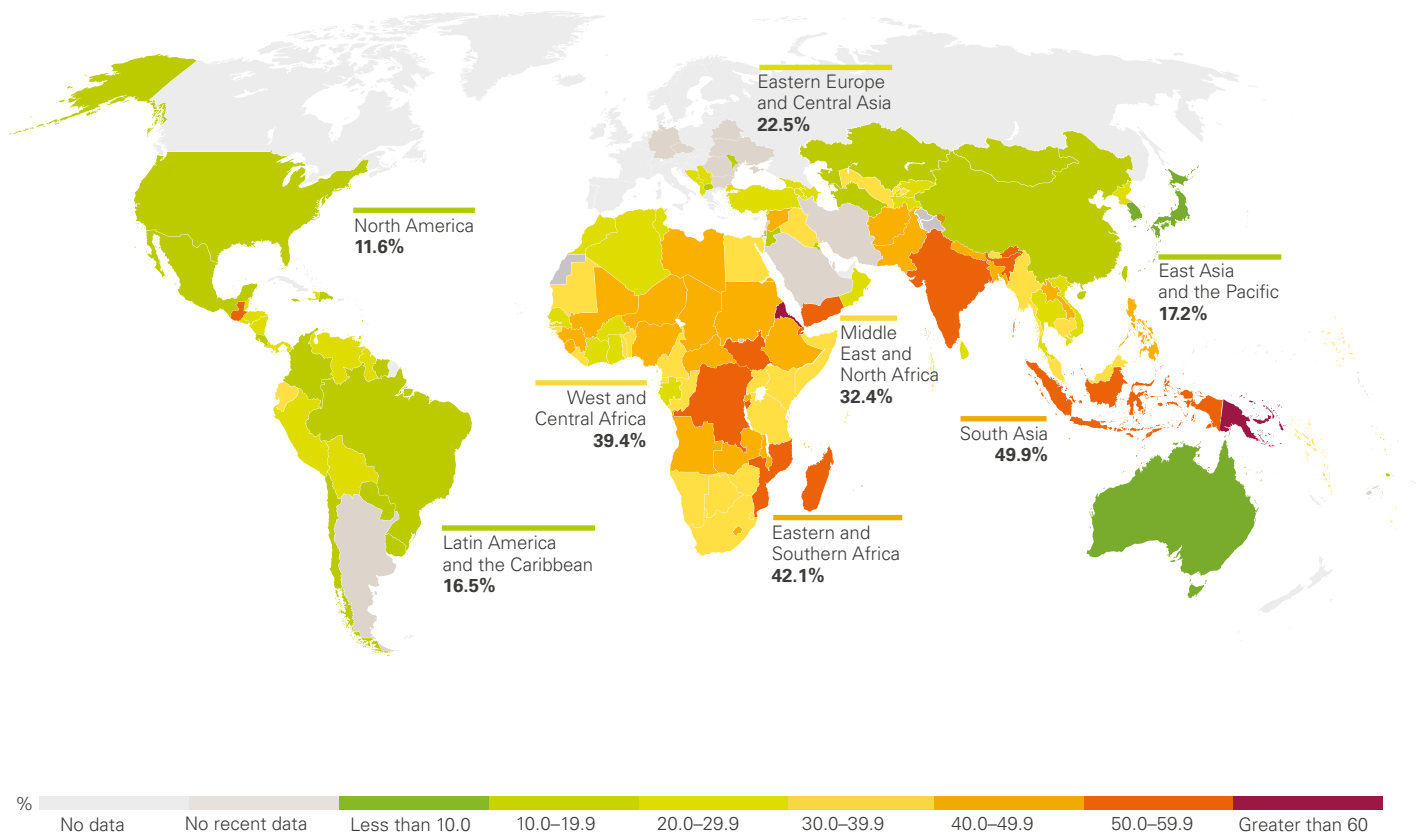 Eastern Europe
and Central Asia
22.5%
North America
11.6%
East Asia
and the Pacific
17.2%
Middle
East and
North Africa
32.4%
West and
Central Africa
39.4%
South Asia
49.9%
Eastern and
Southern Africa
42.1%
Latin America
and the Caribbean
16.5%
%
No data
No recent data
Less than 10.0
10.0–19.9
20.0–29.9
30.0–39.9
40.0–49.9
50.0–59.9
Greater than 60